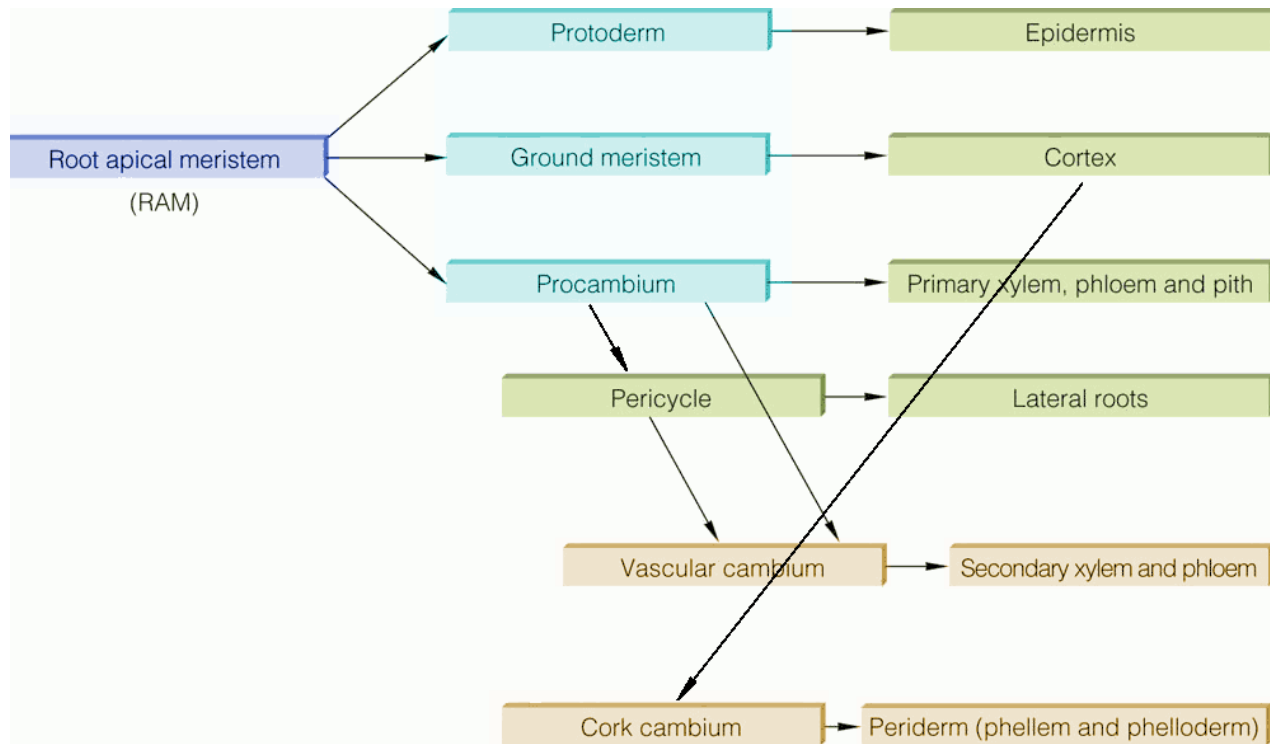 Protoderm
Epidermis
Root apical meristem
(RAM)
Ground meristem
Cortex
Procambium
Primary xylem, phloem and pith
Pericycle
Lateral roots
Vascular cambium
Secondary xylem and phloem
Cork cambium
Periderm (phellem and phelloderm)